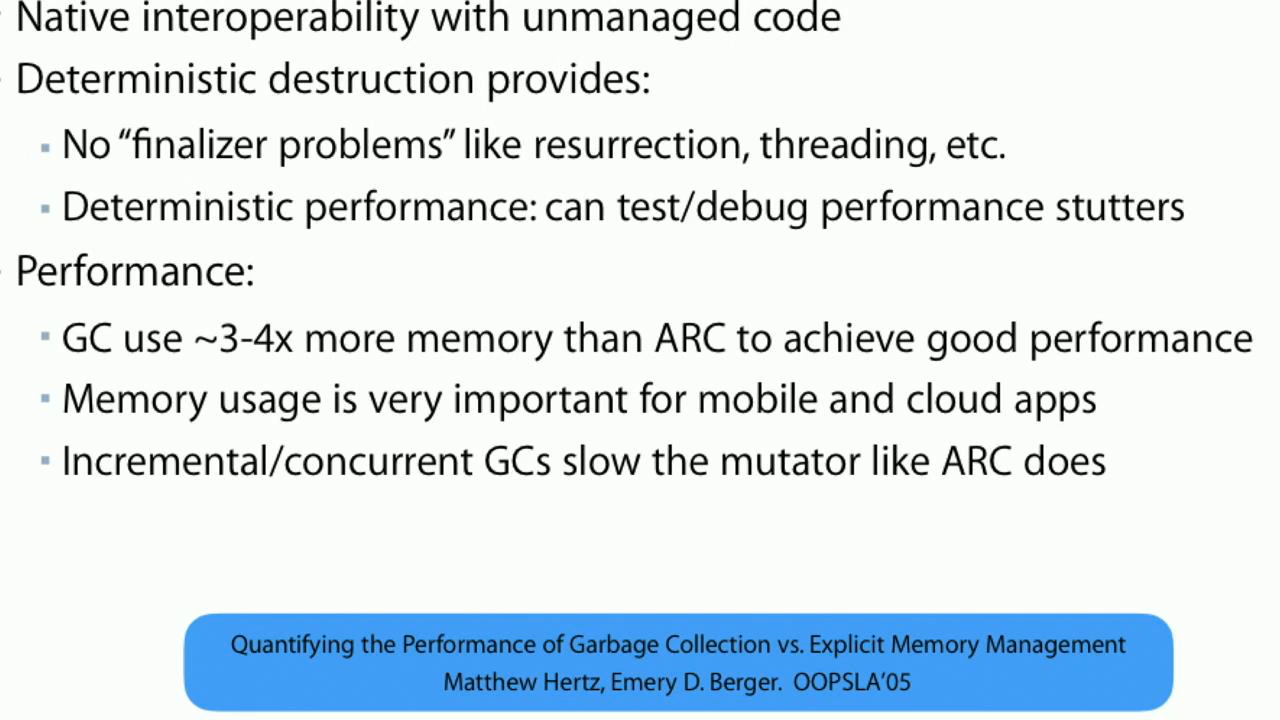 Native interoperability with unmanaged code
Deterministic destruction provides:
▪ No “finalizer problems” like resurrection, threading, etc.
▪ Deterministic performance: can test/debug performance stutters
Performance:
▪ GC use ~3-4x more memory than ARC to achieve good performance
▪ Memory usage is very important for mobile and cloud apps
▪ Incremental/concurrent GCs slow the mutator like ARC does
Quantifying the Performance of Garbage Collection vs. Explicit Memory Management
Matthew Hertz, Emery D. Berger. OOPSLA’05